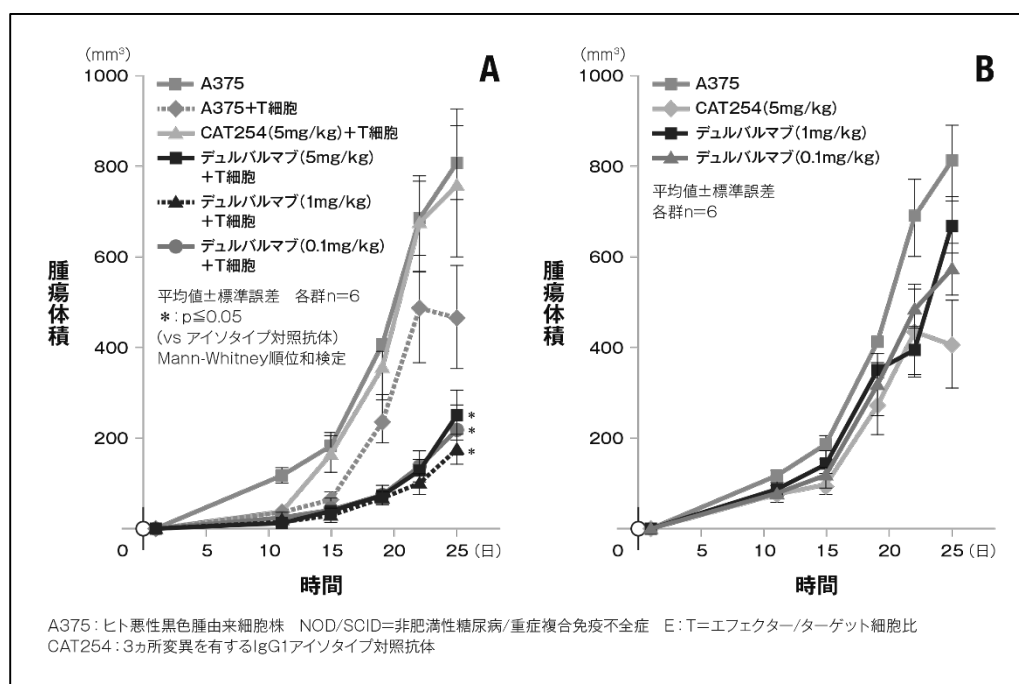 (mm³)
1000
800
600
400
200
0
5
10
15
20
25(日)
腫瘍体積
時間
A
A375
A375+T細胞
CAT254(5mg/kg)+T細胞
デュルバルマブ(5mg/kg)
+T細胞
デュルバルマブ(1mg/kg)
+T細胞
デュルバルマブ(0.1mg/kg)
+T細胞
平均値±標準誤差 各群n=6
*:p≦0.05
(vs アイソタイプ対照抗体)
Mann-Whitney順位和検定
*
*
*
(mm³)
1000
800
600
400
200
0
5
10
15
20
25(日)
腫瘍体積
時間
B
A375
CAT254(5mg/kg)
デュルバルマブ(1mg/kg)
デュルバルマブ(0.1mg/kg)
平均値±標準誤差
各群n=6
A375:ヒト悪性黒色腫由来細胞株 NOD/SCID=非肥満性糖尿病/重症複合免疫不全症 E:T=エフェクター/ターゲット細胞比
CAT254:3ヵ所変異を有するIgG1アイソタイプ対照抗体